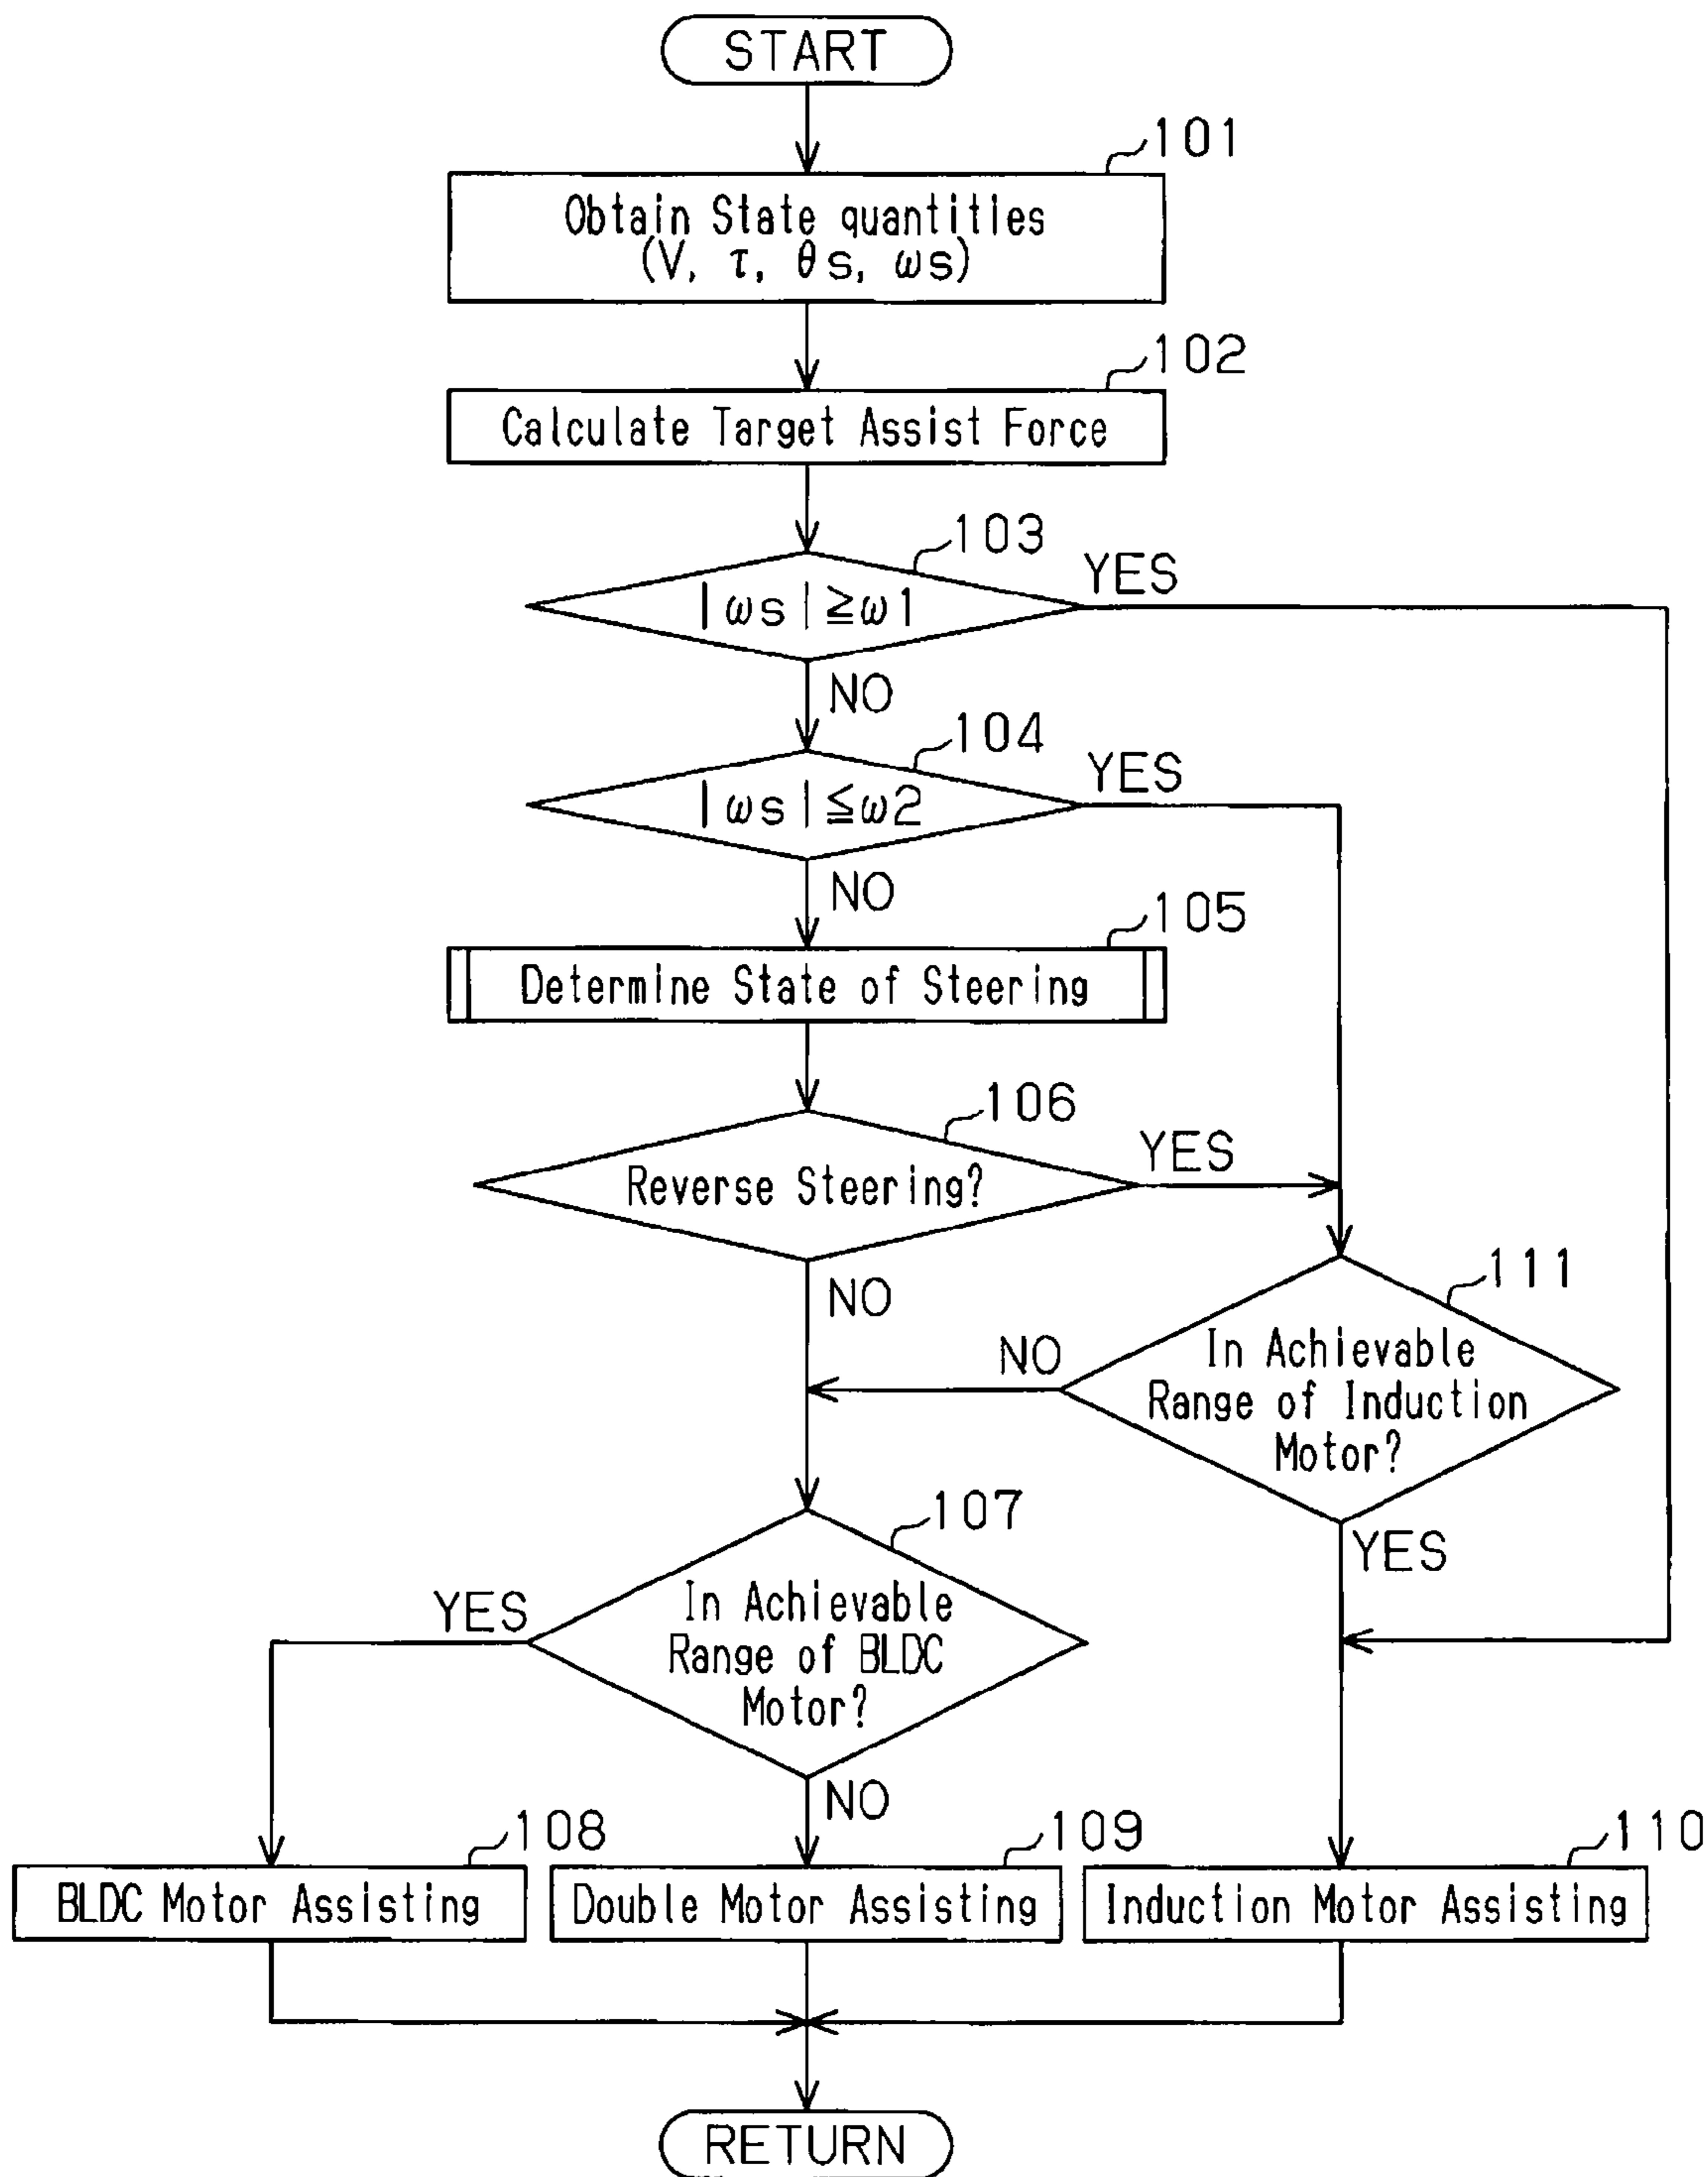 START
101
Obtain State quantities
(V, τ, θs, ωs)
102
Calculate Target Assist Force
103
|ωs|≧ω1
YES
NO
104
|ωs|≦ω2
YES
NO
105
Determine State of Steering
106
Reverse Steering?
YES
NO
111
In Achievable
Range of Induction
Motor?
NO
YES
107
In Achievable
Range of BLDC
Motor?
YES
NO
108
BLDC Motor Assisting
109
Double Motor Assisting
110
Induction Motor Assisting
RETURN